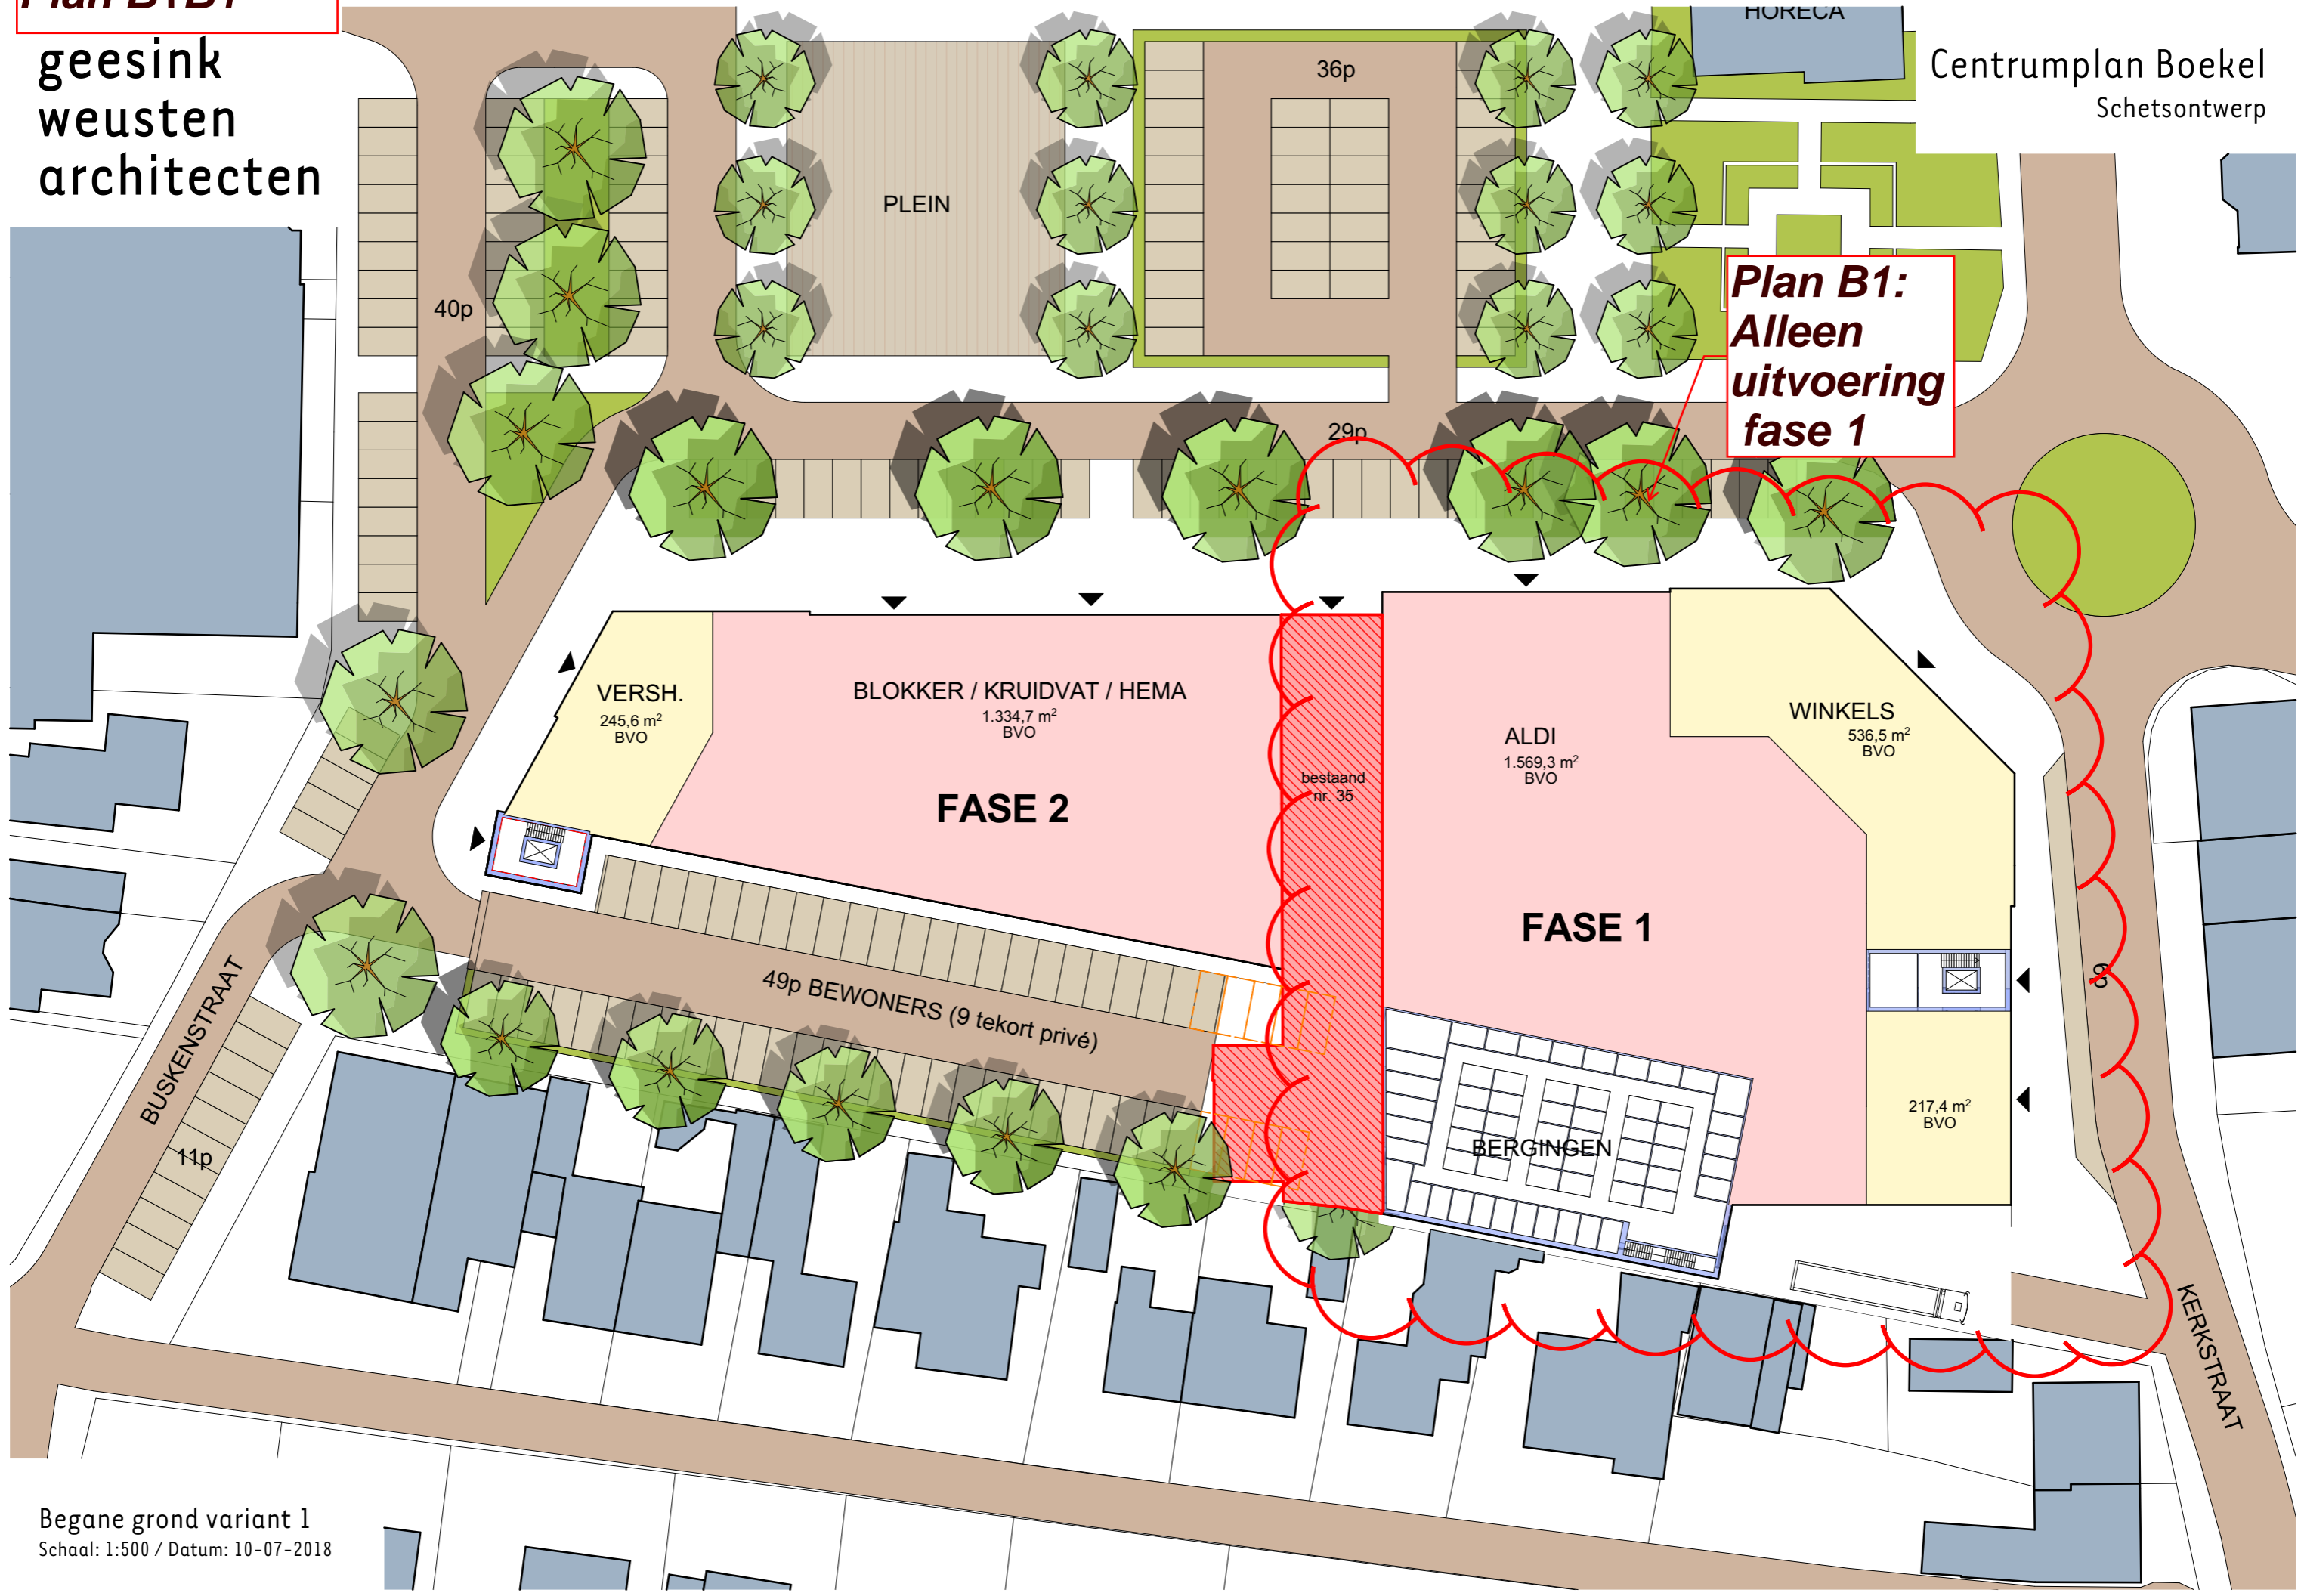 geesink
weusten
architecten
HORECA
Centrumplan Boekel
Schetsontwerp
36p
PLEIN
40p
Plan B1:
Alleen
uitvoering
fase 1
29p
VERSH.
245,6 m²
BVO
BLOKKER / KRUIDVAT / HEMA
1.334,7 m²
BVO
FASE 2
bestaand
nr. 35
ALDI
1.569,3 m²
BVO
WINKELS
536,5 m²
BVO
FASE 1
49p BEWONERS (9 tekort privé)
6p
BUSKENSTRAAT
11p
BERGINGEN
217,4 m²
BVO
KERKSTRAAT
Begane grond variant 1
Schaal: 1:500 / Datum: 10-07-2018